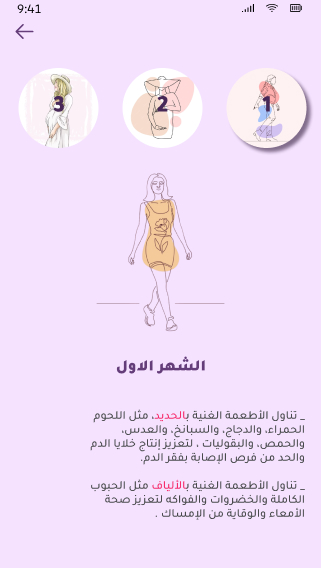 9:41
1
2
3
الشهر الاول
_ تناول الأطعمة الغنية بالحديد، مثل اللحوم
الحمراء، والدجاج، والسبانخ، والعدس،
والحمص، والبقوليات ، لتعزيز إنتاج خلايا الدم
والحد من فرص الإصابة بفقر الدم.
_ تناول الأطعمة الغنية بالألياف مثل الحبوب
الكاملة والخضروات والفواكه لتعزيز صحة
الأمعاء والوقاية من الإمساك .